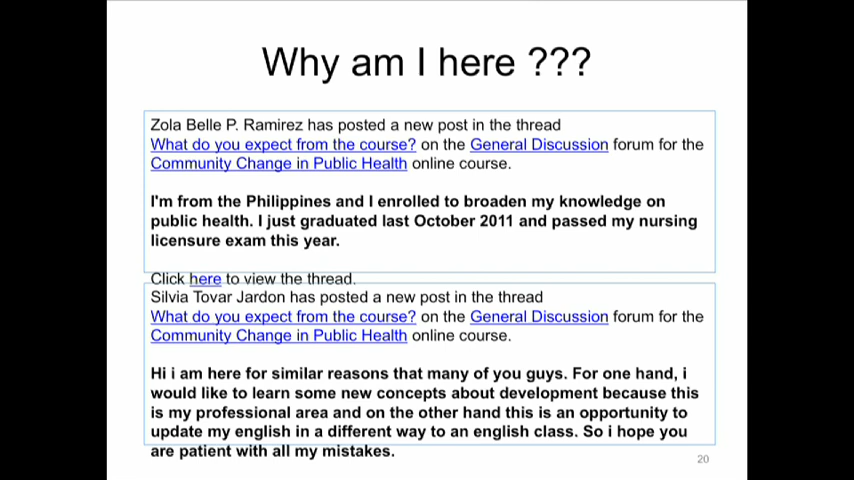 Why am I here ???
Zola Belle P. Ramirez has posted a new post in the thread
What do you expect from the course? on the General Discussion forum for the
Community Change in Public Health online course.
I'm from the Philippines and I enrolled to broaden my knowledge on
public health. I just graduated last October 2011 and passed my nursing
licensure exam this year.
Click here to view the thread.
Silvia Tovar Jardon has posted a new post in the thread
What do you expect from the course? on the General Discussion forum for the
Community Change in Public Health online course.
Hi i am here for similar reasons that many of you guys. For one hand, i
would like to learn some new concepts about development because this
is my professional area and on the other hand this is an opportunity to
update my english in a different way to an english class. So i hope you
are patient with all my mistakes.
20